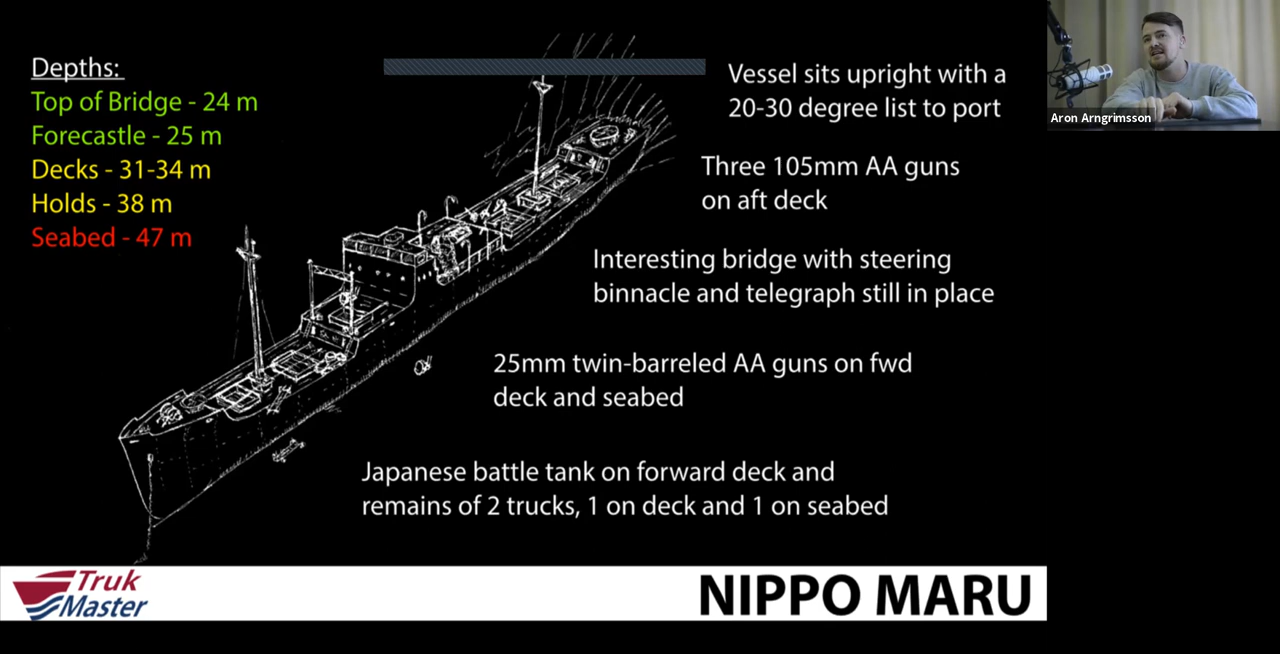 Depths:
Top of Bridge - 24 m
Forecastle - 25 m
Decks - 31-34 m
Holds - 38 m
Seabed - 47 m
Vessel sits upright with a
20-30 degree list to port
Three 105mm AA guns
on aft deck
Interesting bridge with steering
binnacle and telegraph still in place
25mm twin-barreled AA guns on fwd
deck and seabed
Japanese battle tank on forward deck and
remains of 2 trucks, 1 on deck and 1 on seabed
Aron Arngrimsson
Truk
Master
NIPPO MARU